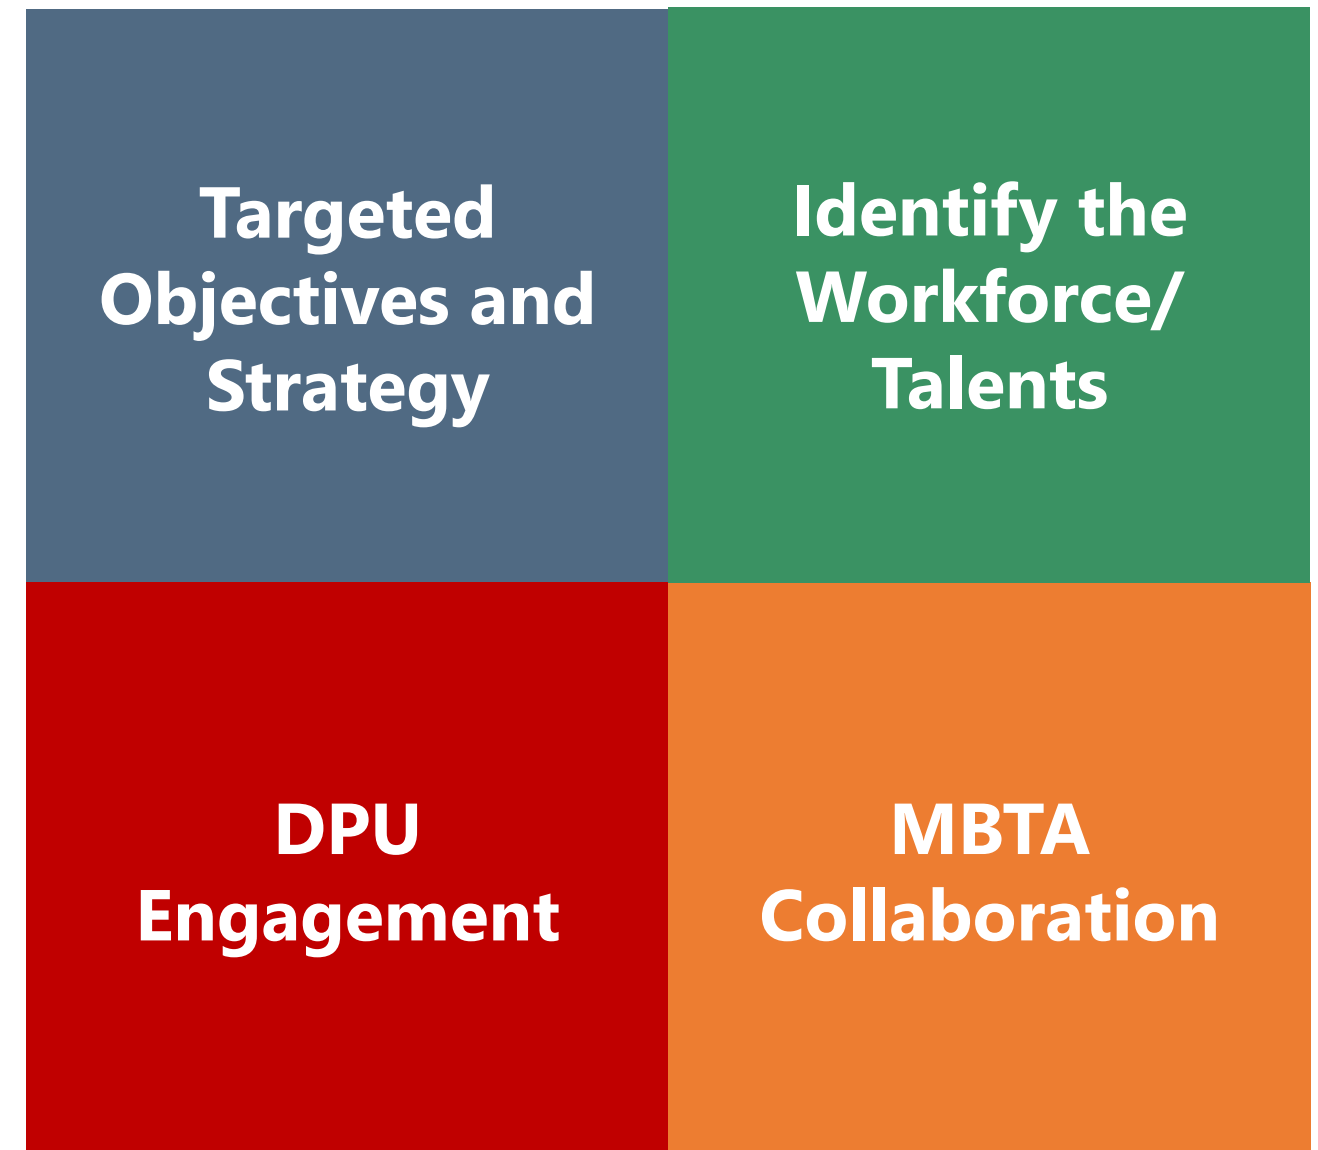 Targeted
Objectives and
Strategy
Identify the
Workforce/
Talents
DPU
Engagement
MBTA
Collaboration